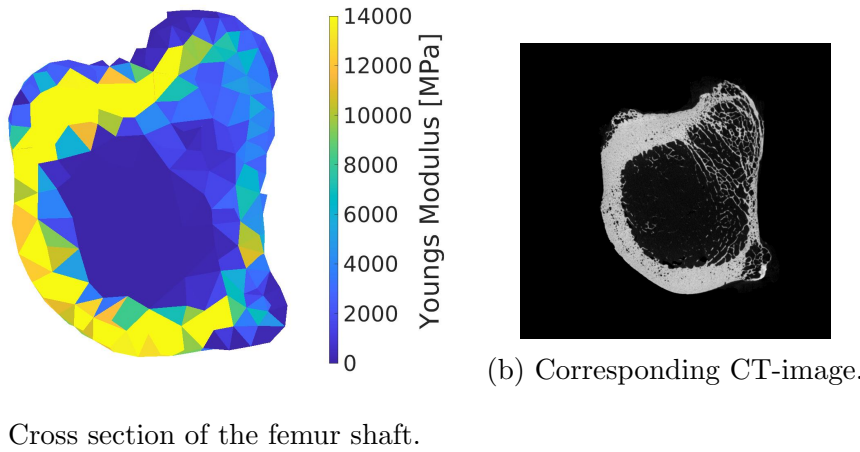 14000
12000
10000
8000
6000
4000
2000
0
Youngs Modulus [MPa]
(b) Corresponding CT-image.
Cross section of the femur shaft.